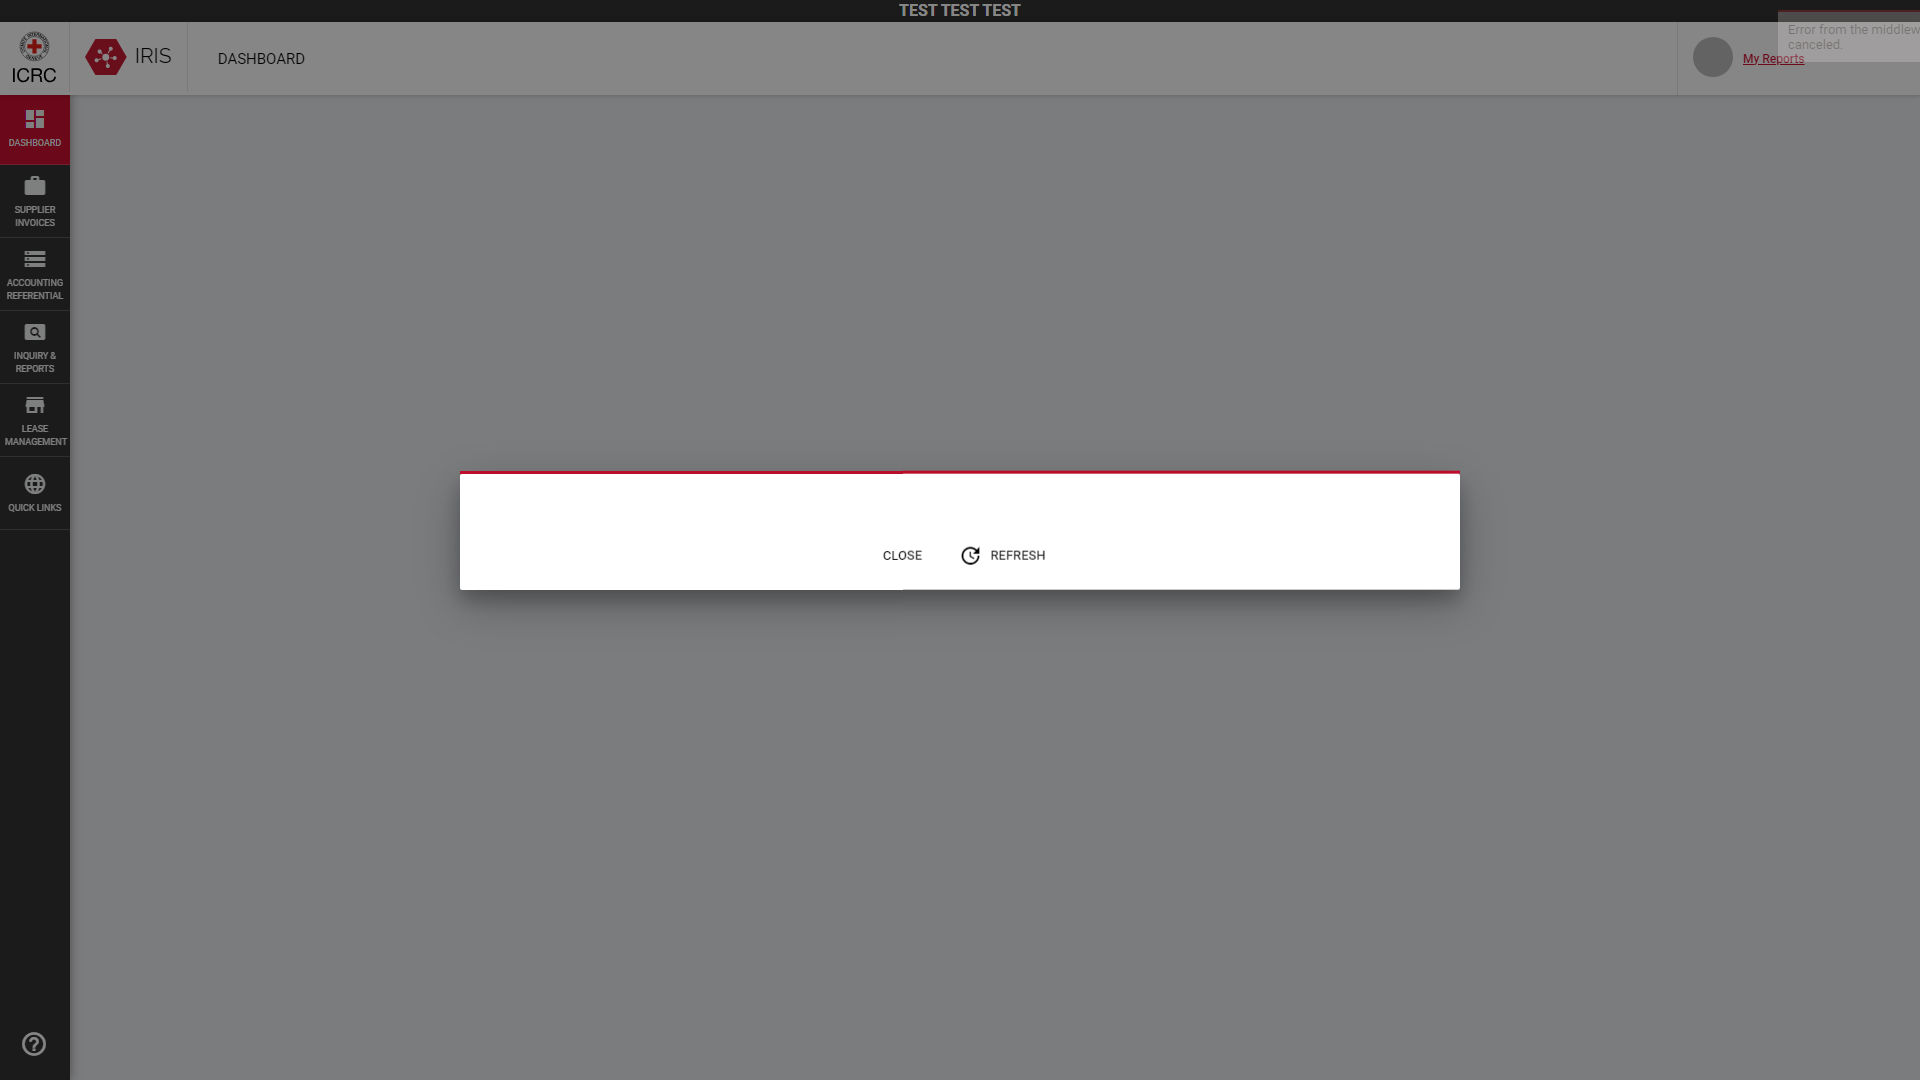 TEST TEST TEST
ICRC
IRIS
DASHBOARD
Error from the
canceled.
My Reports
DASHBOARD
SUPPLIER
INVOICES
ACCOUNTING
REFERENTIAL
INQUIRY &
REPORTS
LEASE
MANAGEMENT
QUICK LINKS
CLOSE
REFRESH